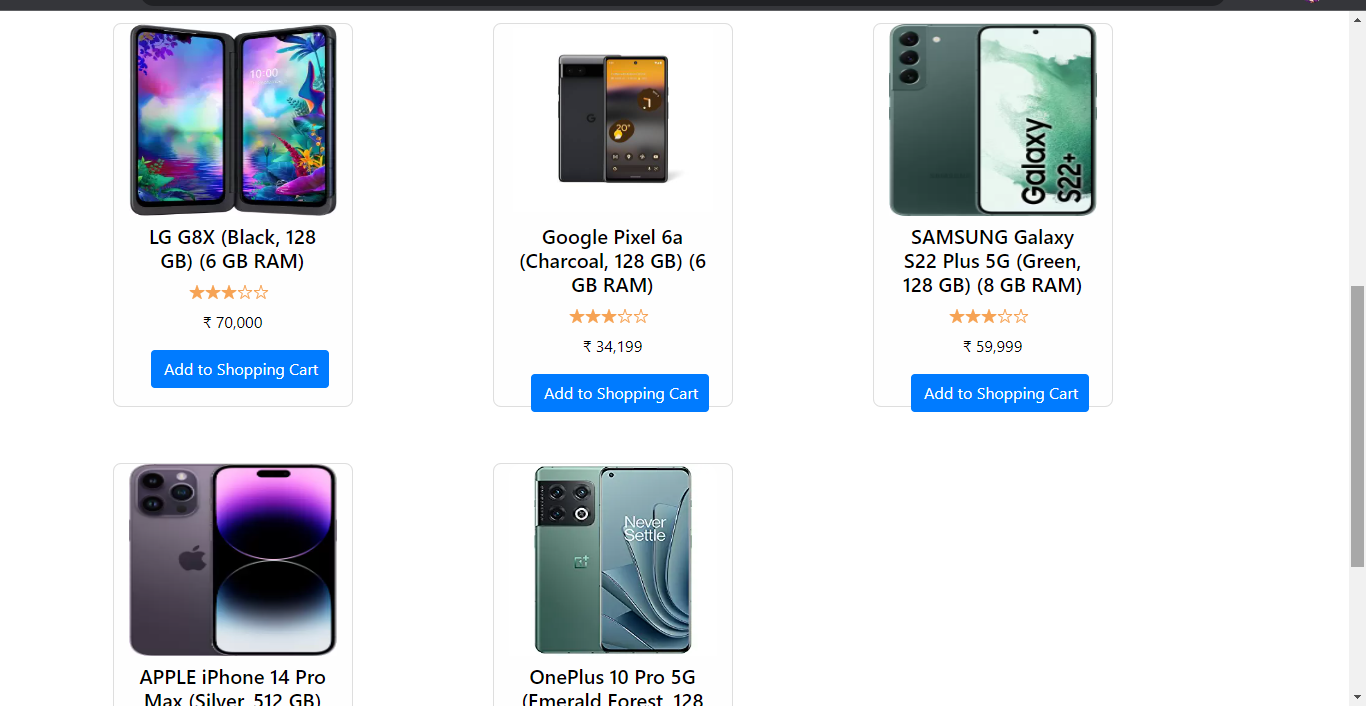 10:00
20°
Galaxy
S22+
LG G8X (Black, 128
GB) (6 GB RAM)
₹ 70,000
Add to Shopping Cart
Google Pixel 6a
(Charcoal, 128 GB) (6
GB RAM)
₹ 34,199
Add to Shopping Cart
SAMSUNG Galaxy
S22 Plus 5G (Green,
128 GB) (8 GB RAM)
₹ 59,999
Add to Shopping Cart
Never
Settle
APPLE iPhone 14 Pro
Max (Silver, 512 GB)
OnePlus 10 Pro 5G
(Emerald Forest, 128